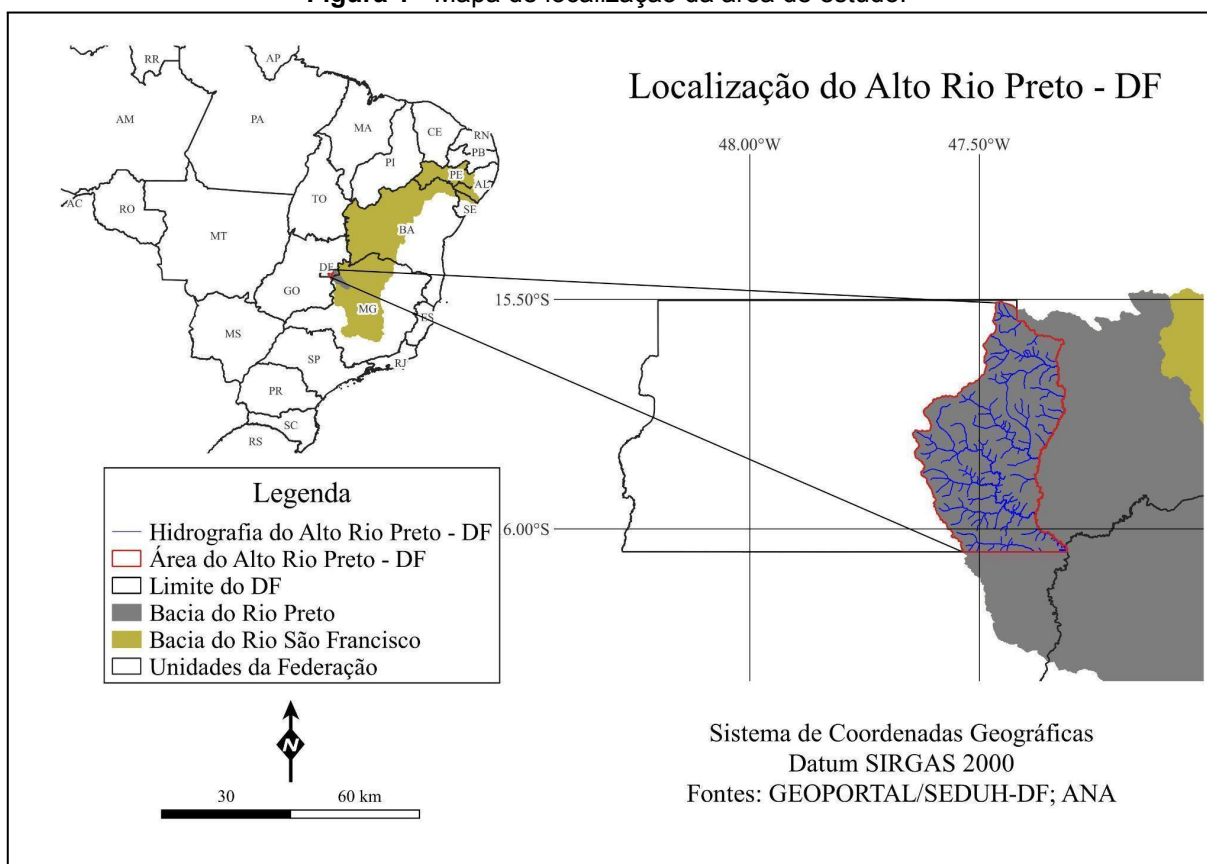 Figura 1 - Mapa de localização da área de estudo.
Localização do Alto Rio Preto - DF
48.00°W
47.50°W
15.50°S
6.00°S
RR
AP
AM
PA
MA
CE
RN
PB
PI
PE
AL
AC
RO
TO
SE
MT
BA
DF
GO
MG
ES
MS
SP
RJ
PR
SC
RS
Legenda
Hidrografia do Alto Rio Preto - DF
Área do Alto Rio Preto - DF
Limite do DF
Bacia do Rio Preto
Bacia do Rio São Francisco
Unidades da Federação
N
30
60 km
Sistema de Coordenadas Geográficas
Datum SIRGAS 2000
Fontes: GEOPORTAL/SEDUH-DF; ANA